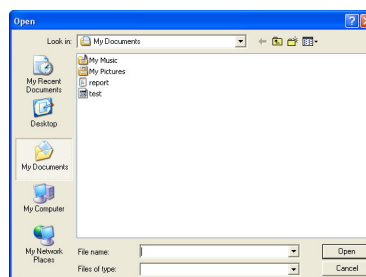 Open
Look in:
My Documents
My Music
My Pictures
report
test
My Recent
Documents
Desktop
My Documents
My Computer
My Network
Places
File name:
Open
Files of type:
Cancel